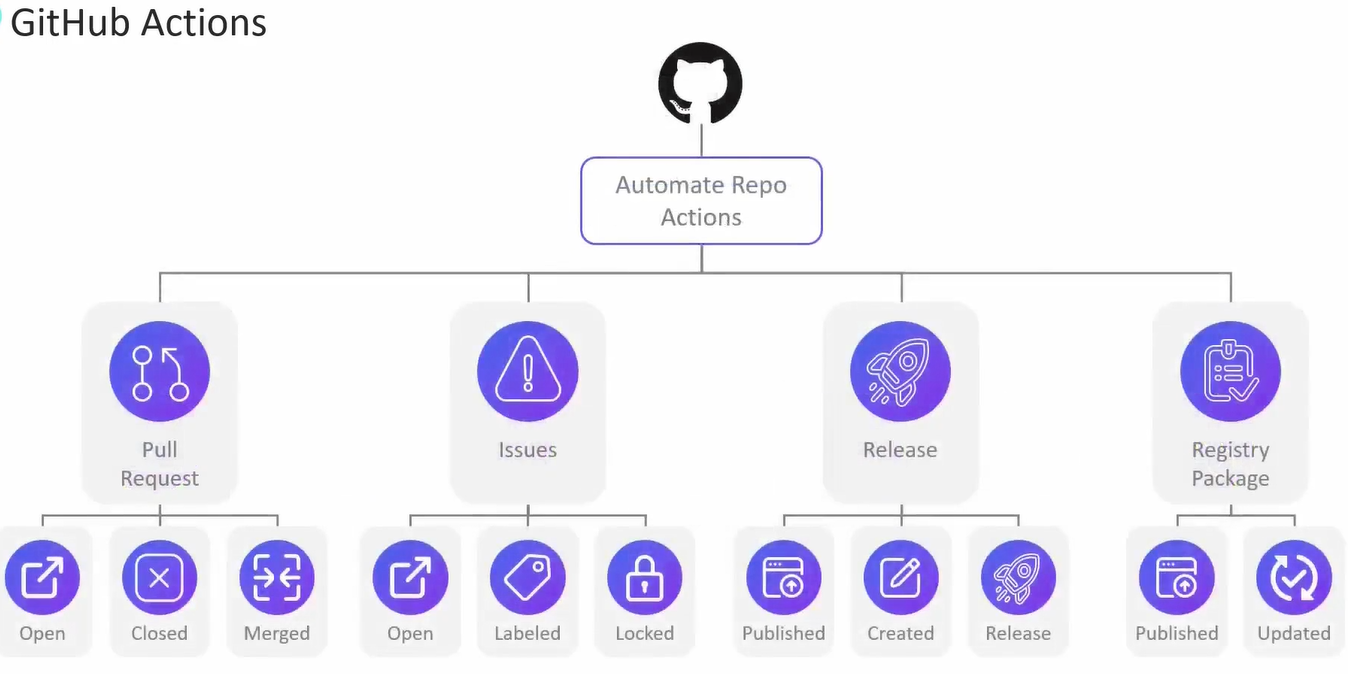 GitHub Actions
Automate Repo
Actions
Pull
Request
Issues
Release
Registry
Package
Open
Closed
Merged
Open
Labeled
Locked
Published
Created
Release
Published
Updated